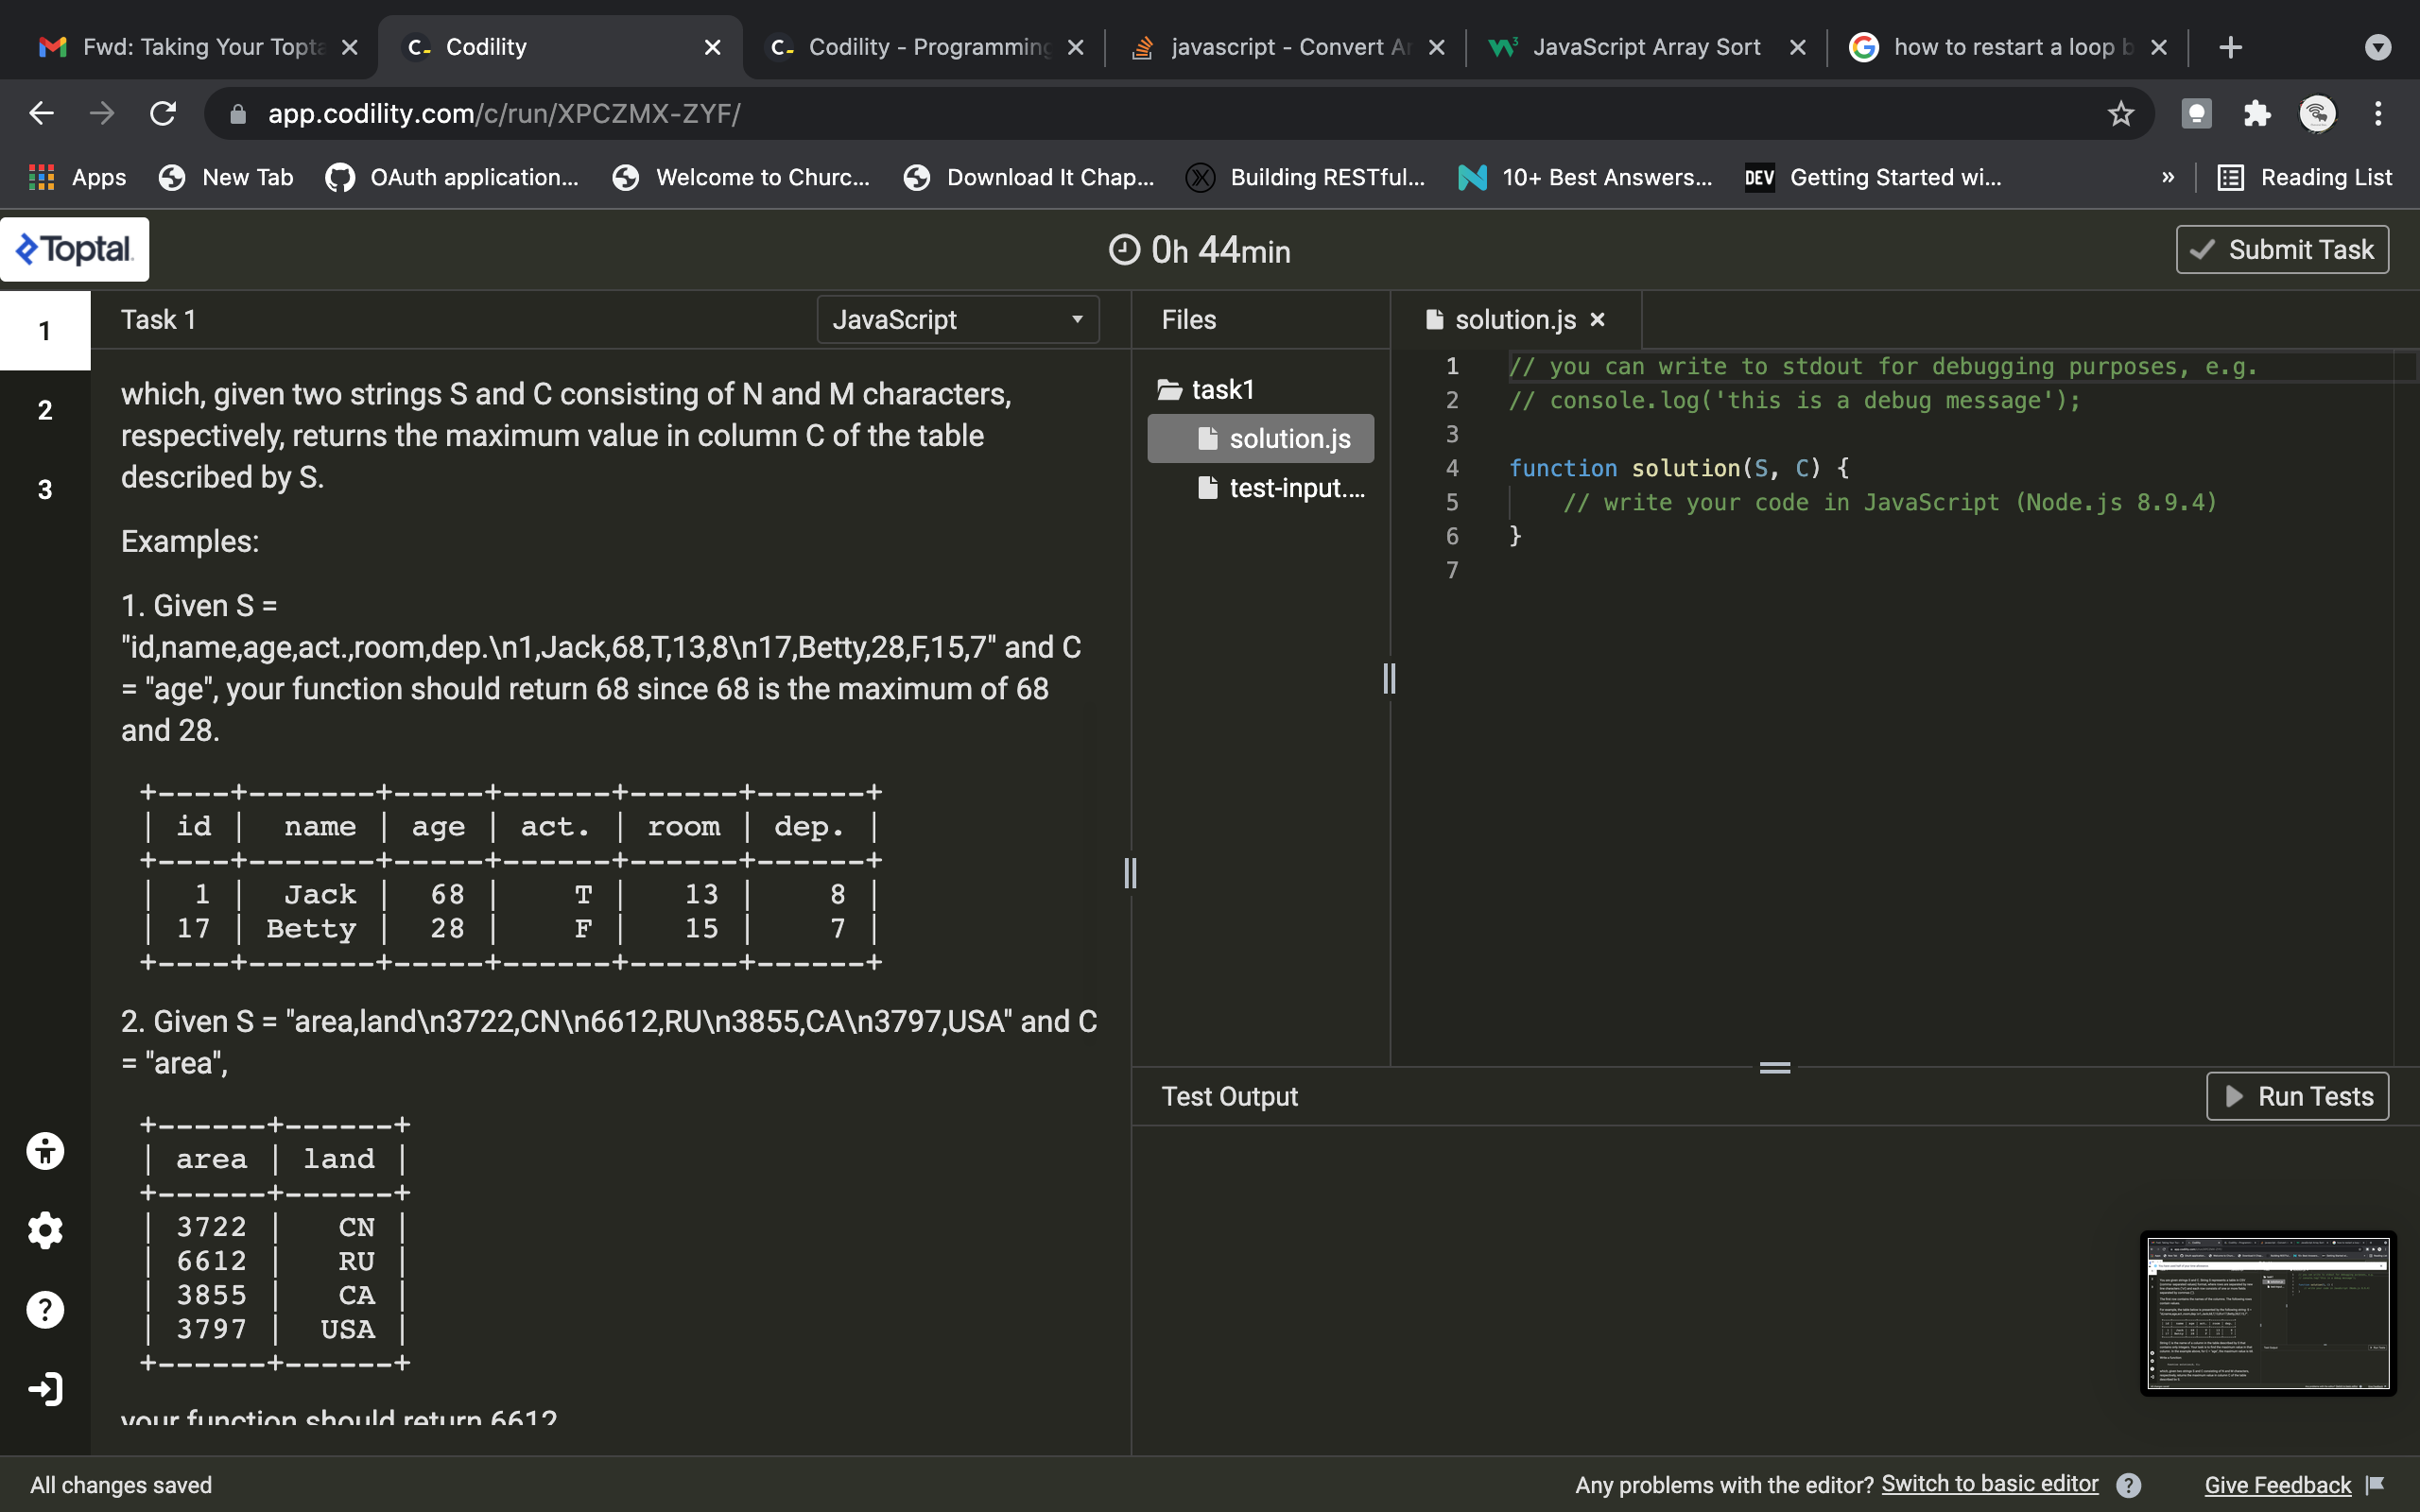 Fwd: Taking Your Topta
Codility
Codility - Programming
javascript - Convert Ar
JavaScript Array Sort
how to restart a loop b
app.codility.com/c/run/XPCZMX-ZYF/
Apps
New Tab
OAuth application...
Welcome to Churc...
Download It Chap...
Building RESTful...
10+ Best Answers...
DEV
Getting Started wi...
»
Reading List
Toptal
0h 44min
Submit Task
1
2
3
Task 1
JavaScript
which, given two strings S and C consisting of N and M characters,
respectively, returns the maximum value in column C of the table
described by S.
Examples:
1. Given S =
"id,name,age,act.,room,dep.\n1,Jack,68,T,13,8\n17,Betty,28,F,15,7" and C
= "age", your function should return 68 since 68 is the maximum of 68
and 28.
+----+-------+-----+------+------+------+
| id |  name | age | act. | room | dep. |
+----+-------+-----+------+------+------+
|  1 |  Jack |  68 |    T |   13 |    8 |
| 17 | Betty |  28 |    F |   15 |    7 |
+----+-------+-----+------+------+------+
2. Given S = "area,land\n3722,CN\n6612,RU\n3855,CA\n3797,USA" and C
= "area",
+------+------+
| area | land |
+------+------+
| 3722 |   CN |
| 6612 |   RU |
| 3855 |   CA |
| 3797 |  USA |
+------+------+
your function should return 6612
Files
task1
solution.js
test-input....
solution.js
1 // you can write to stdout for debugging purposes, e.g.
2 // console.log('this is a debug message');
3
4 function solution(S, C) {
5     // write your code in JavaScript (Node.js 8.9.4)
6 }
7
Test Output
Run Tests
All changes saved
Any problems with the editor? Switch to basic editor
Give Feedback